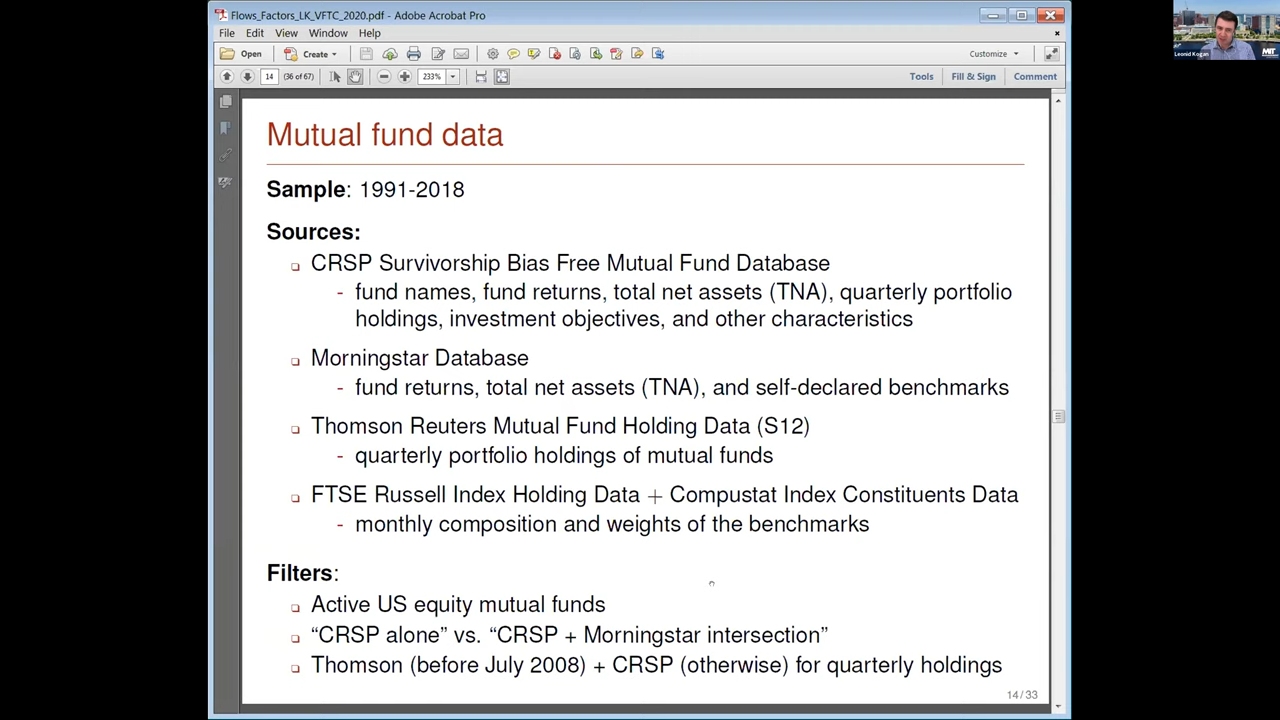 Flows_Factors_LK_VFTC_2020.pdf - Adobe Acrobat Pro
File Edit View Window Help
Open Create Customize
14 (36 of 67) 233% Tools Fill & Sign Comment
Leonid Kogan
MIT
Mutual fund data
Sample: 1991-2018
Sources:
CRSP Survivorship Bias Free Mutual Fund Database
- fund names, fund returns, total net assets (TNA), quarterly portfolio
holdings, investment objectives, and other characteristics
Morningstar Database
- fund returns, total net assets (TNA), and self-declared benchmarks
Thomson Reuters Mutual Fund Holding Data (S12)
- quarterly portfolio holdings of mutual funds
FTSE Russell Index Holding Data + Compustat Index Constituents Data
- monthly composition and weights of the benchmarks
Filters:
Active US equity mutual funds
“CRSP alone” vs. “CRSP + Morningstar intersection”
Thomson (before July 2008) + CRSP (otherwise) for quarterly holdings
14 / 33